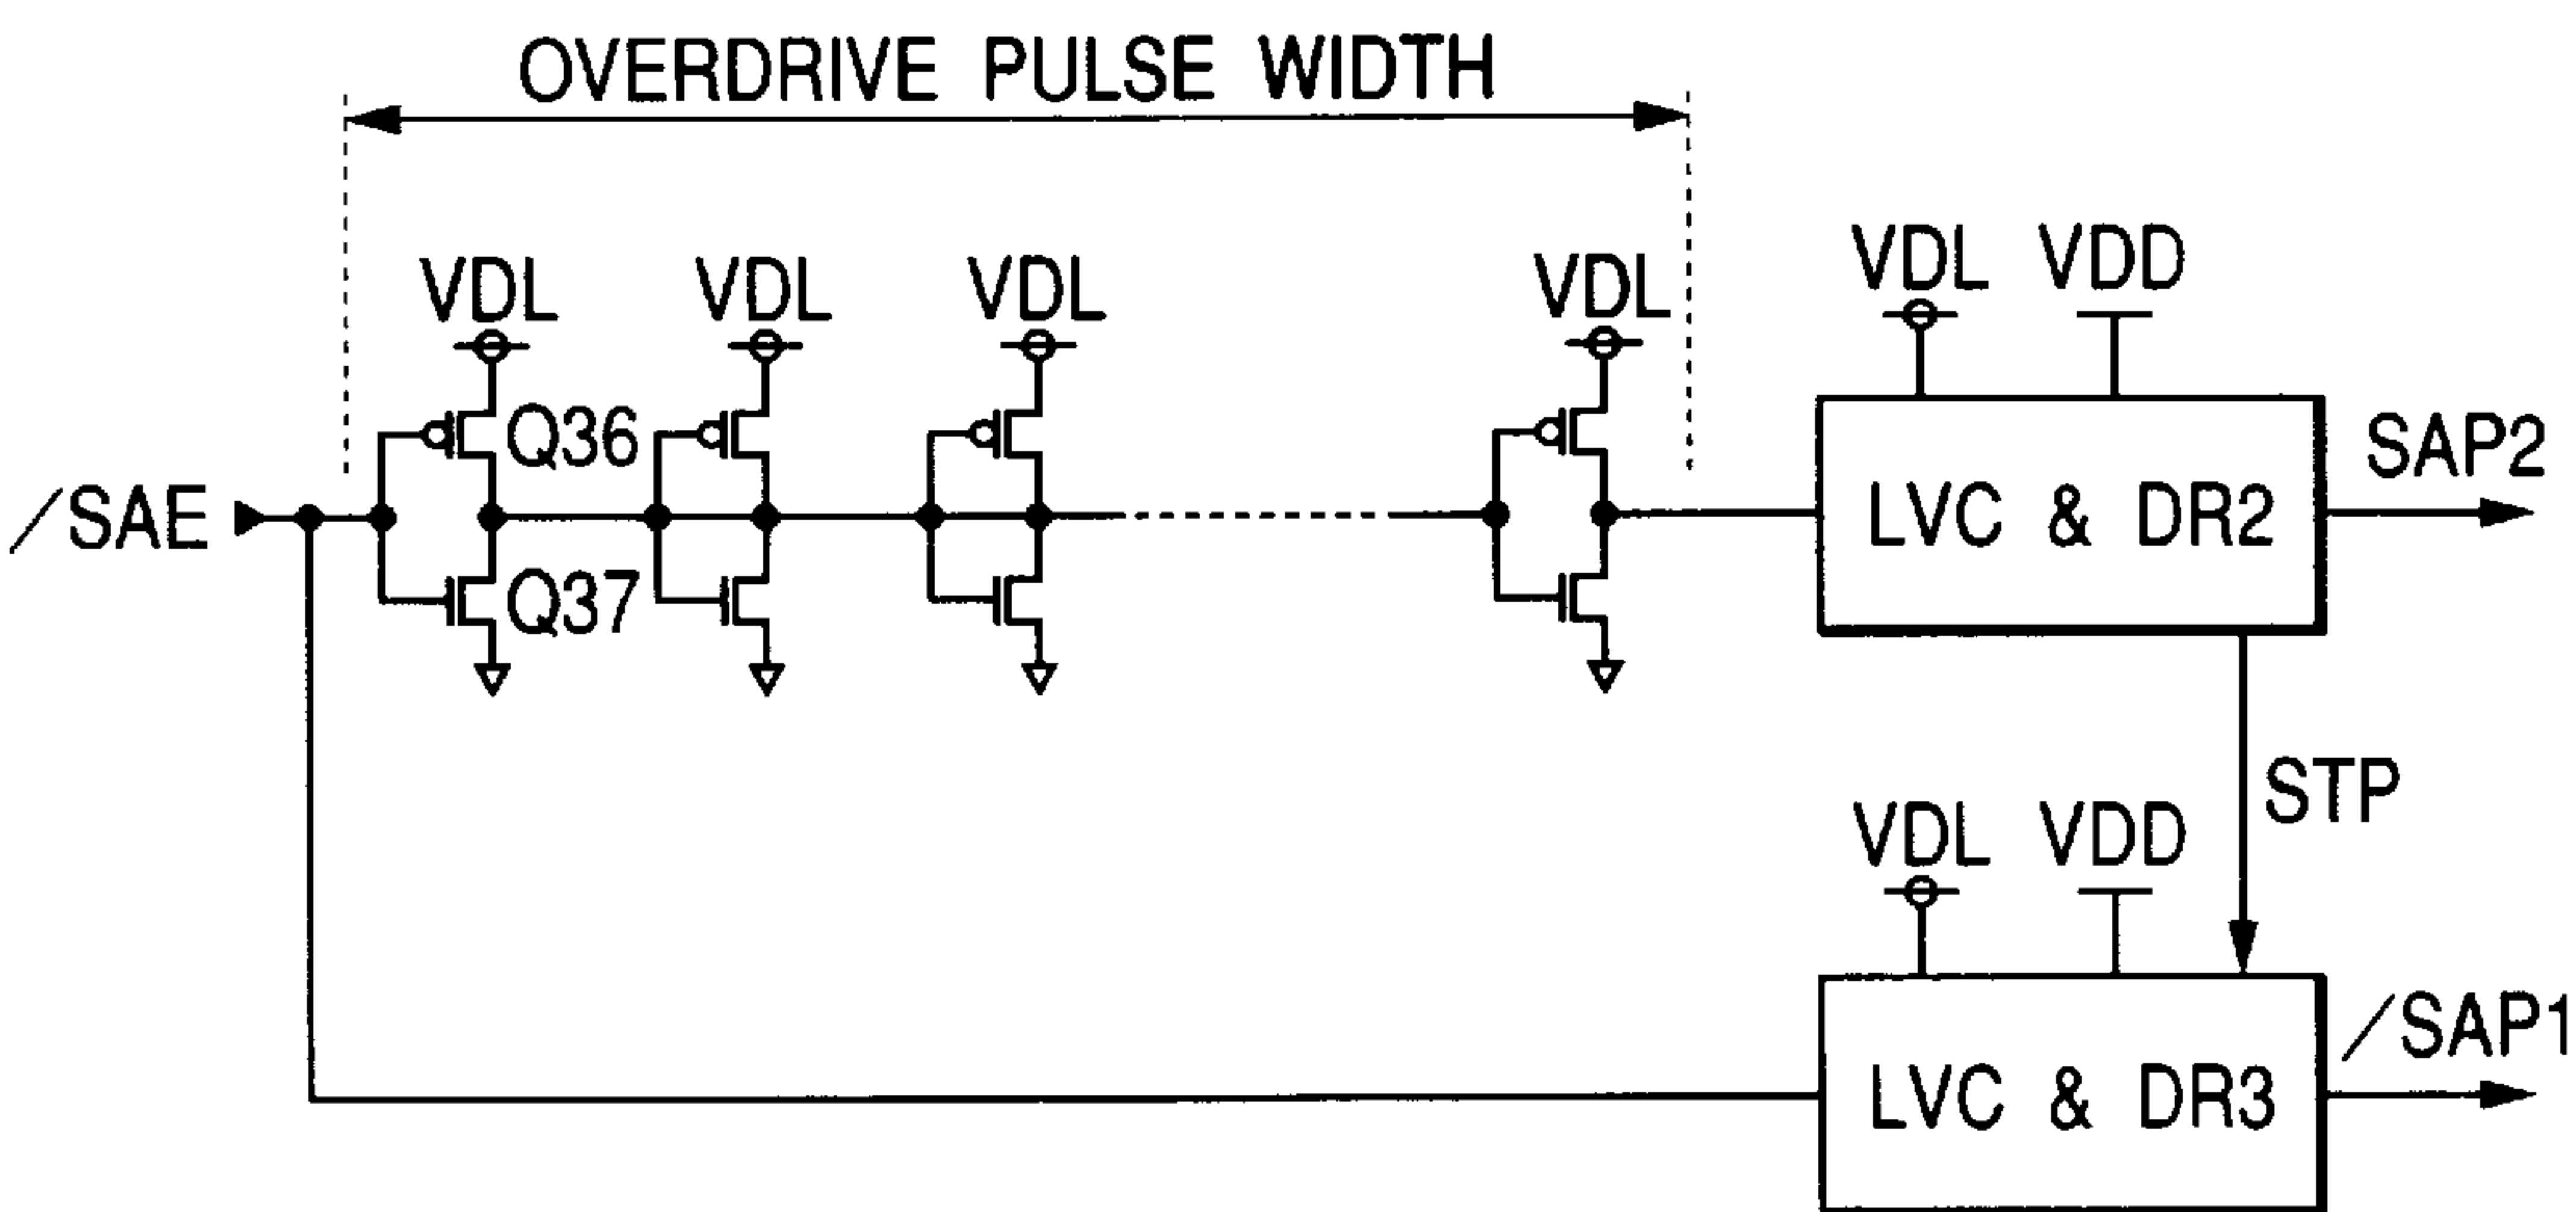 OVERDRIVE PULSE WIDTH
VDL VDL VDL VDL VDL VDD
Q36
/SAE
Q37
LVC & DR2
SAP2
STP
VDL VDD
LVC & DR3
/SAP1